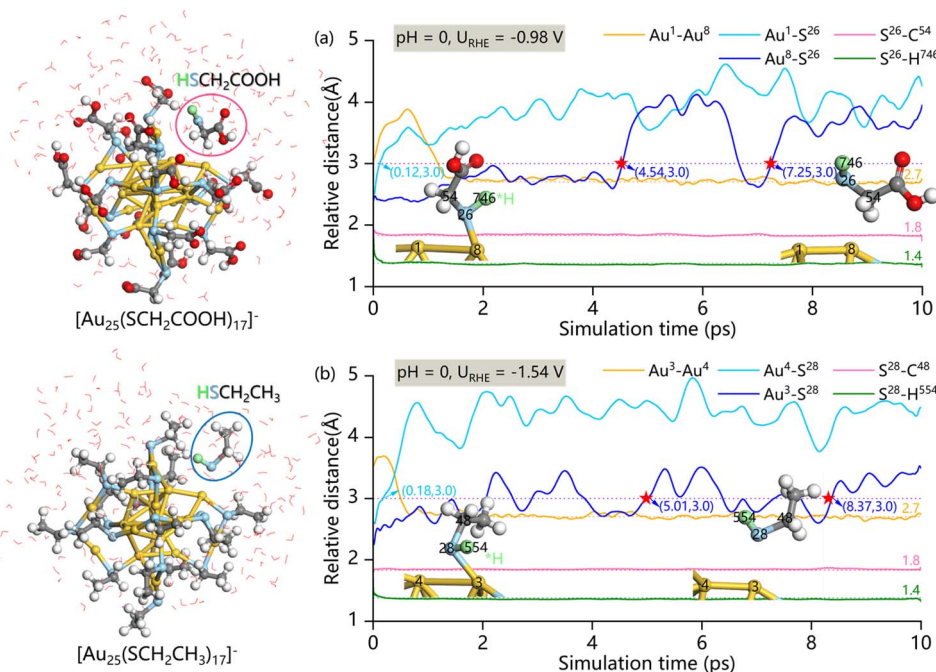 HSCH₂COOH
[Au₂₅(SCH₂COOH)₁₇]⁻
(a)
pH = 0, U_RHE = -0.98 V
Au¹-Au⁸
Au¹-S²⁶
S²⁶-C⁵⁴
Au⁸-S²⁶
S²⁶-H⁷⁴⁶
Relative distance(Å)
5
4
3
2
1
(0.12,3.0)
(4.54,3.0)
(7.25,3.0)
2.7
1.8
1.4
54
746
*H
26
1
8
746
26
54
1
8
0
2
4
6
8
10
Simulation time (ps)
HSCH₂CH₃
[Au₂₅(SCH₂CH₃)₁₇]⁻
(b)
pH = 0, U_RHE = -1.54 V
Au³-Au⁴
Au⁴-S²⁸
S²⁸-C⁴⁸
Au³-S²⁸
S²⁸-H⁵⁵⁴
Relative distance(Å)
5
4
3
2
1
(0.18,3.0)
(5.01,3.0)
(8.37,3.0)
2.7
1.8
1.4
48
28
554
*H
4
3
554
48
28
4
3
0
2
4
6
8
10
Simulation time (ps)